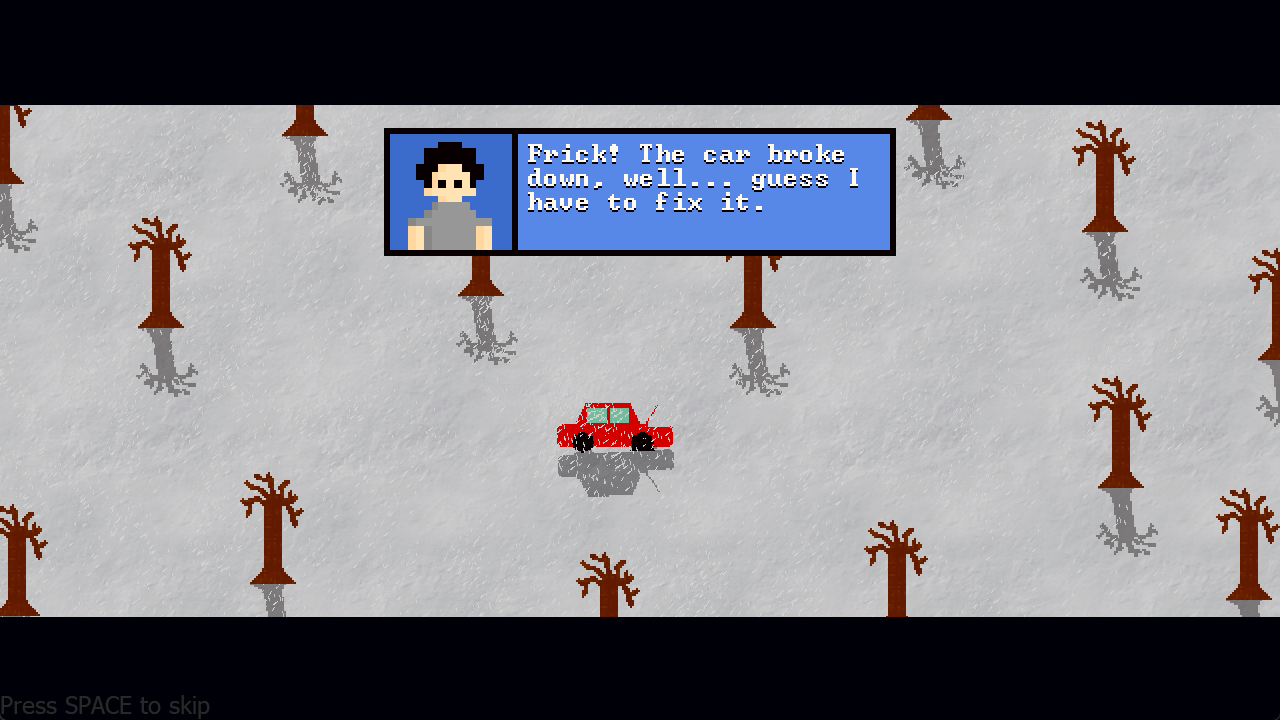 Frick! The car broke
down, well... guess I
have to fix it.
Press SPACE to skip